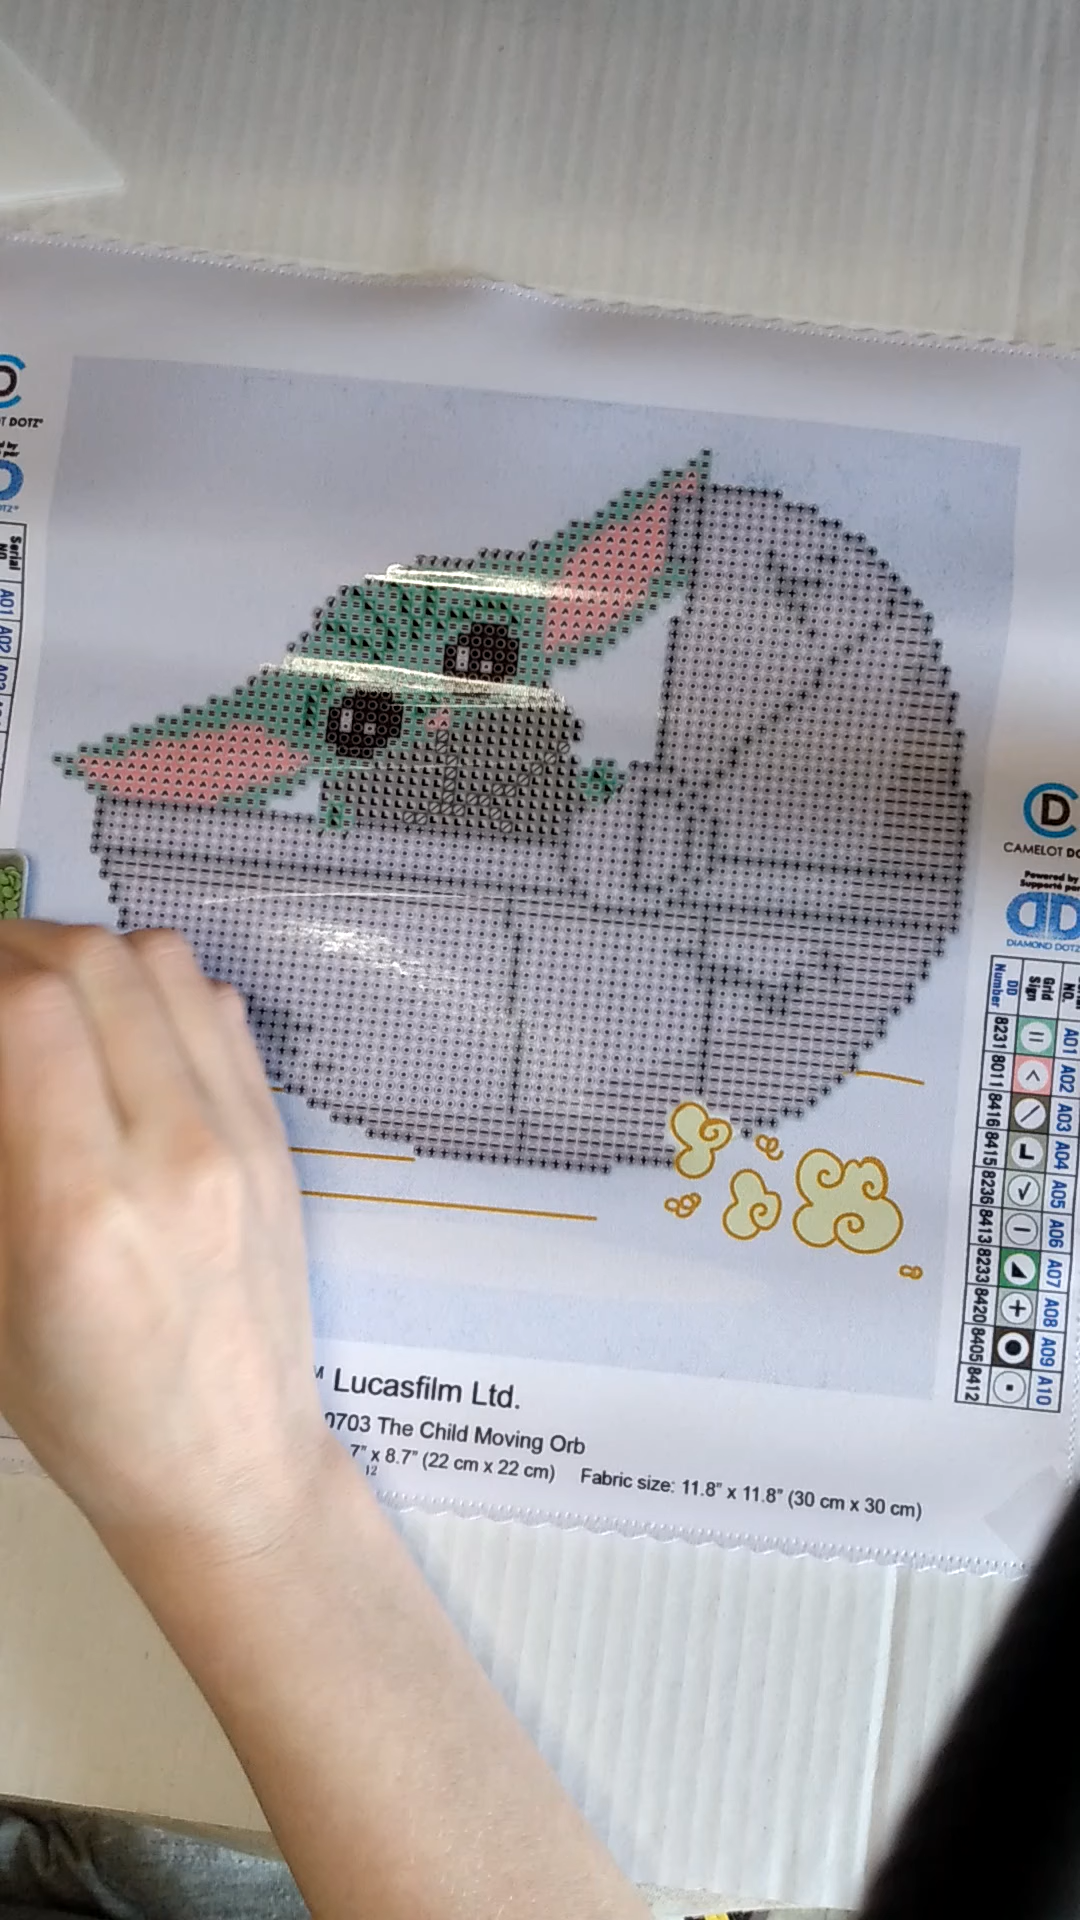 T DOTZ®
Serial
NO.
A01
A02
CAMELOT DO
Powered by
Supporté par
DIAMOND DOTZ
NO. A01 A02 A03 A04 A05 A06 A07 A08 A09 A10
Grid Sign
DD Number 8231 8011 8416 8415 8236 8413 8233 8420 8405 8412
Lucasfilm Ltd.
0703 The Child Moving Orb
7" x 8.7" (22 cm x 22 cm) Fabric size: 11.8" x 11.8" (30 cm x 30 cm)
12